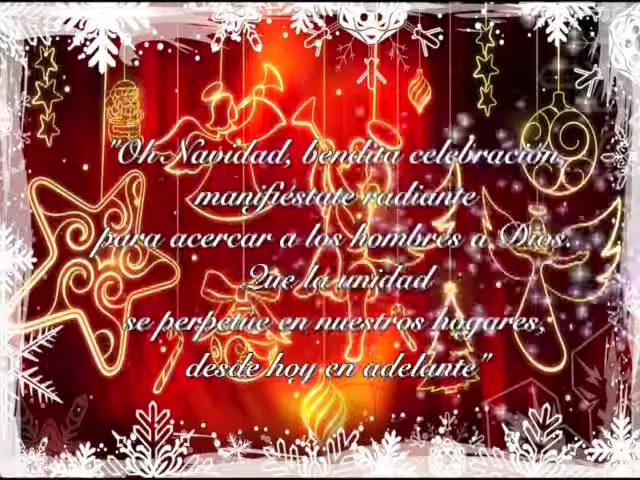 "Oh Navidad, bendita celebración,
manifiéstate radiante
para acercar a los hombres a Dios.
Que la unidad
se perpetúe en nuestros hogares,
desde hoy en adelante"